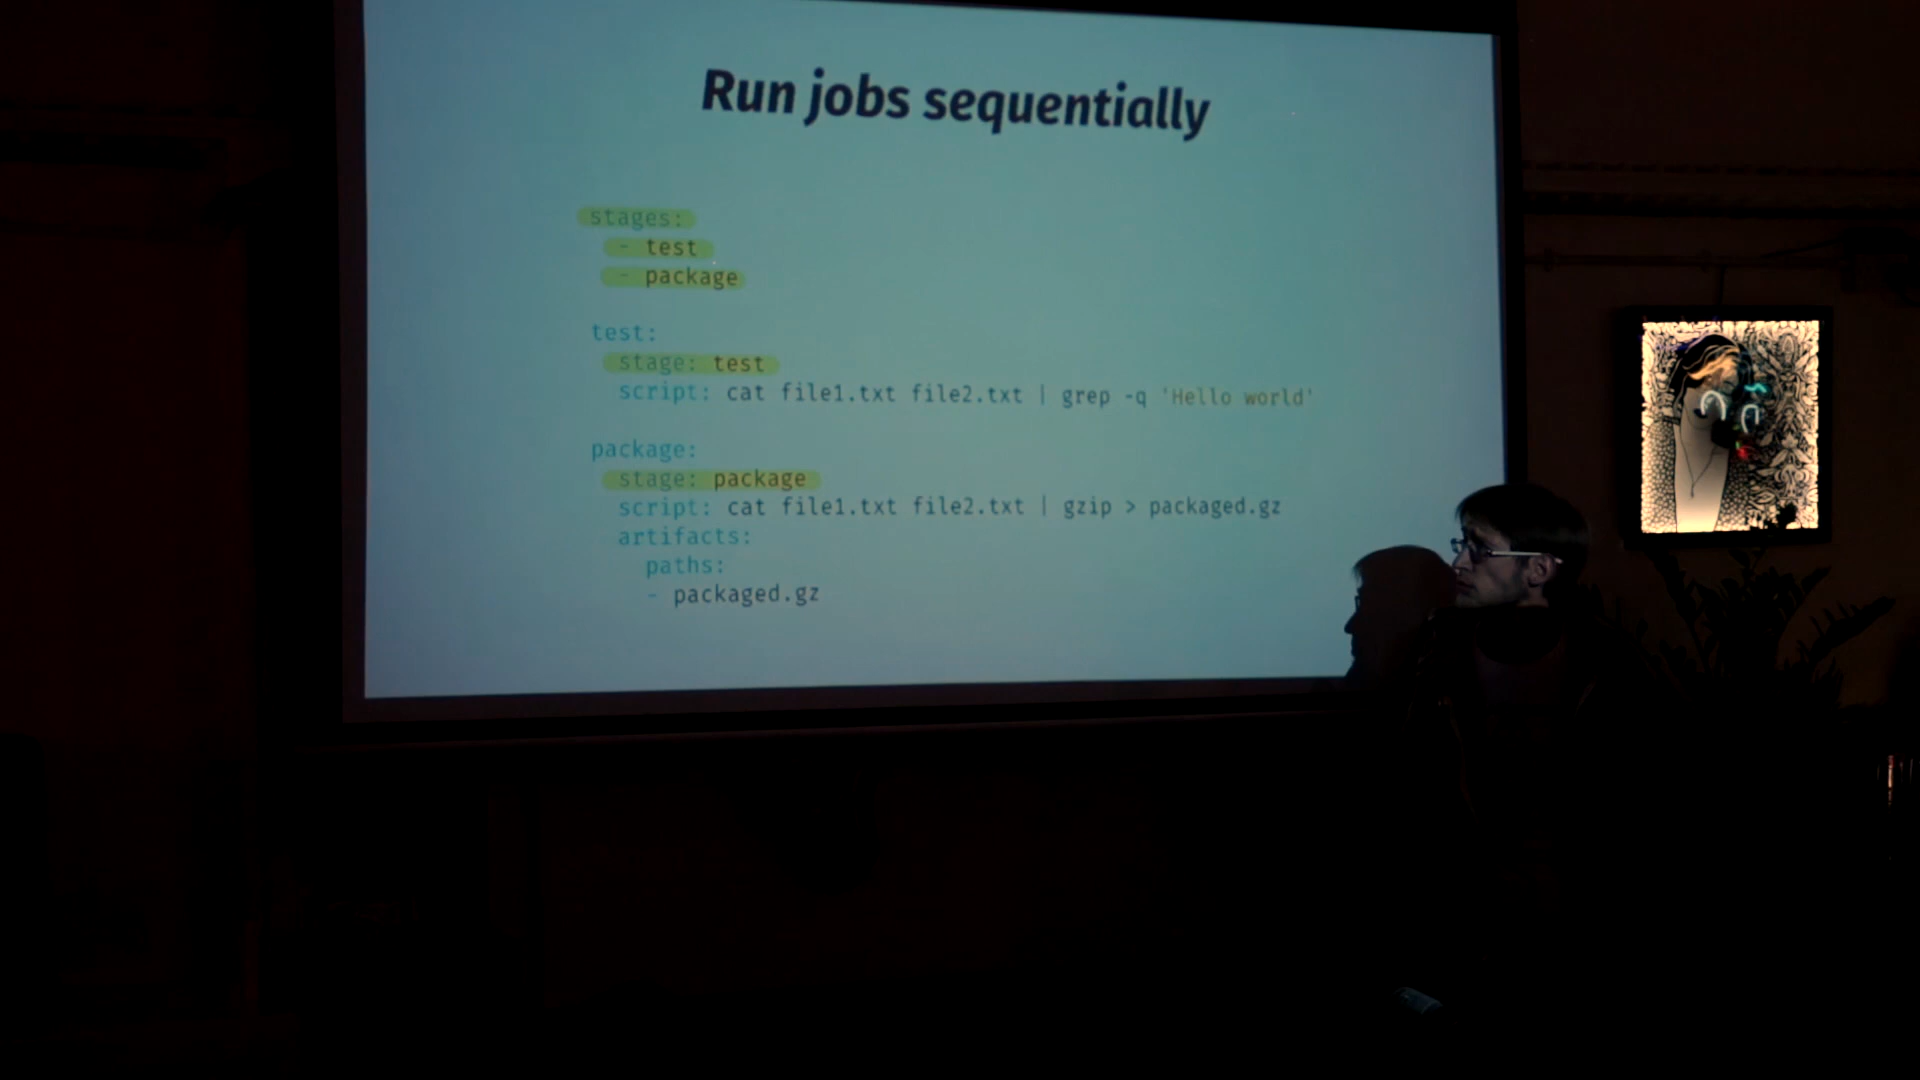 Run jobs sequentially
stages:
- test
- package
test:
stage: test
script: cat file1.txt file2.txt | grep -q 'Hello world'
package:
stage: package
script: cat file1.txt file2.txt | gzip > packaged.gz
artifacts:
paths:
- packaged.gz